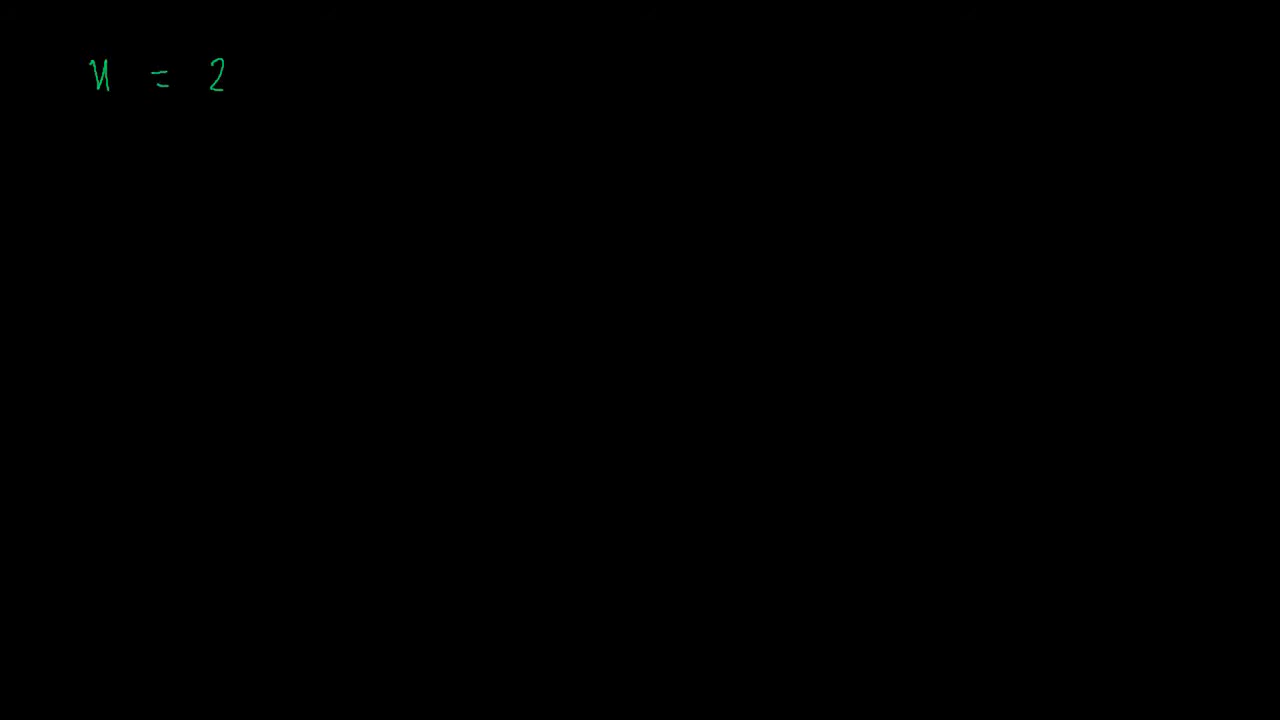 x = 2